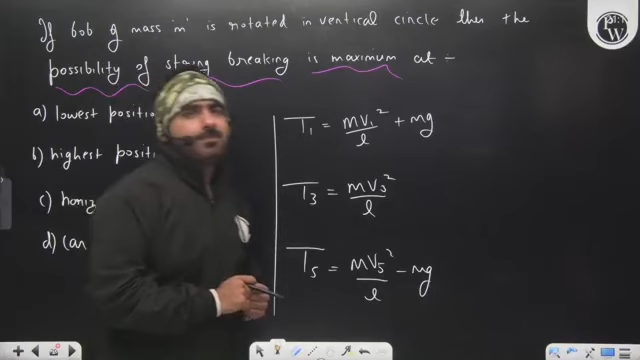 If bob of mass 'm' is rotated in vertical circle then the
possibility of string breaking is maximum at :-
a) lowest positi
b) highest positi
c) horiz
d) (an
T₁ = mv₁²/l + mg
T₃ = mv₃²/l
T₅ = mv₅²/l - mg